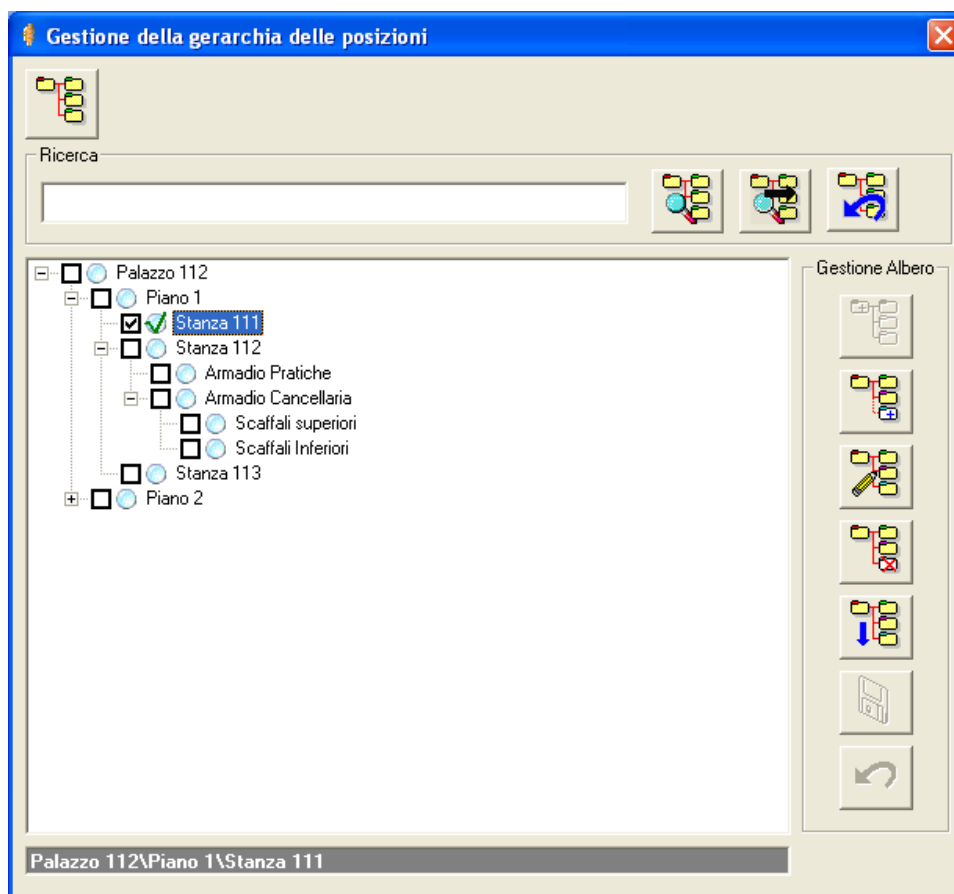 Gestione della gerarchia delle posizioni
Ricerca
Palazzo 112
Gestione Albero
Piano 1
Stanza 111
Stanza 112
Armadio Pratiche
Armadio Cancellaria
Scaffali superiori
Scaffali Inferiori
Stanza 113
Piano 2
Palazzo 112\Piano 1\Stanza 111